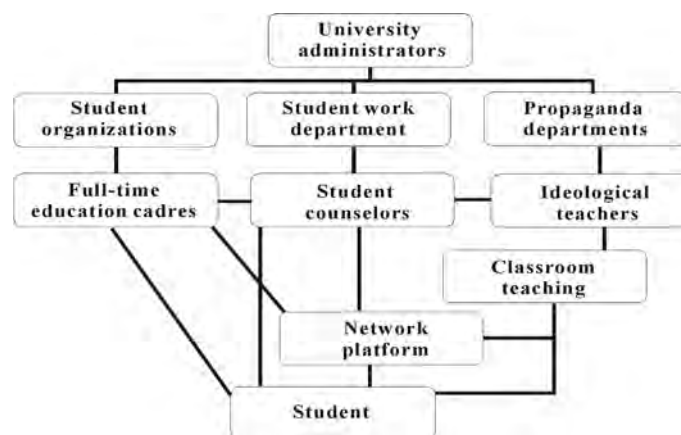 University
administrators
Student
organizations
Student work
department
Propaganda
departments
Full-time
education cadres
Student
counselors
Ideological
teachers
Classroom
teaching
Network
platform
Student